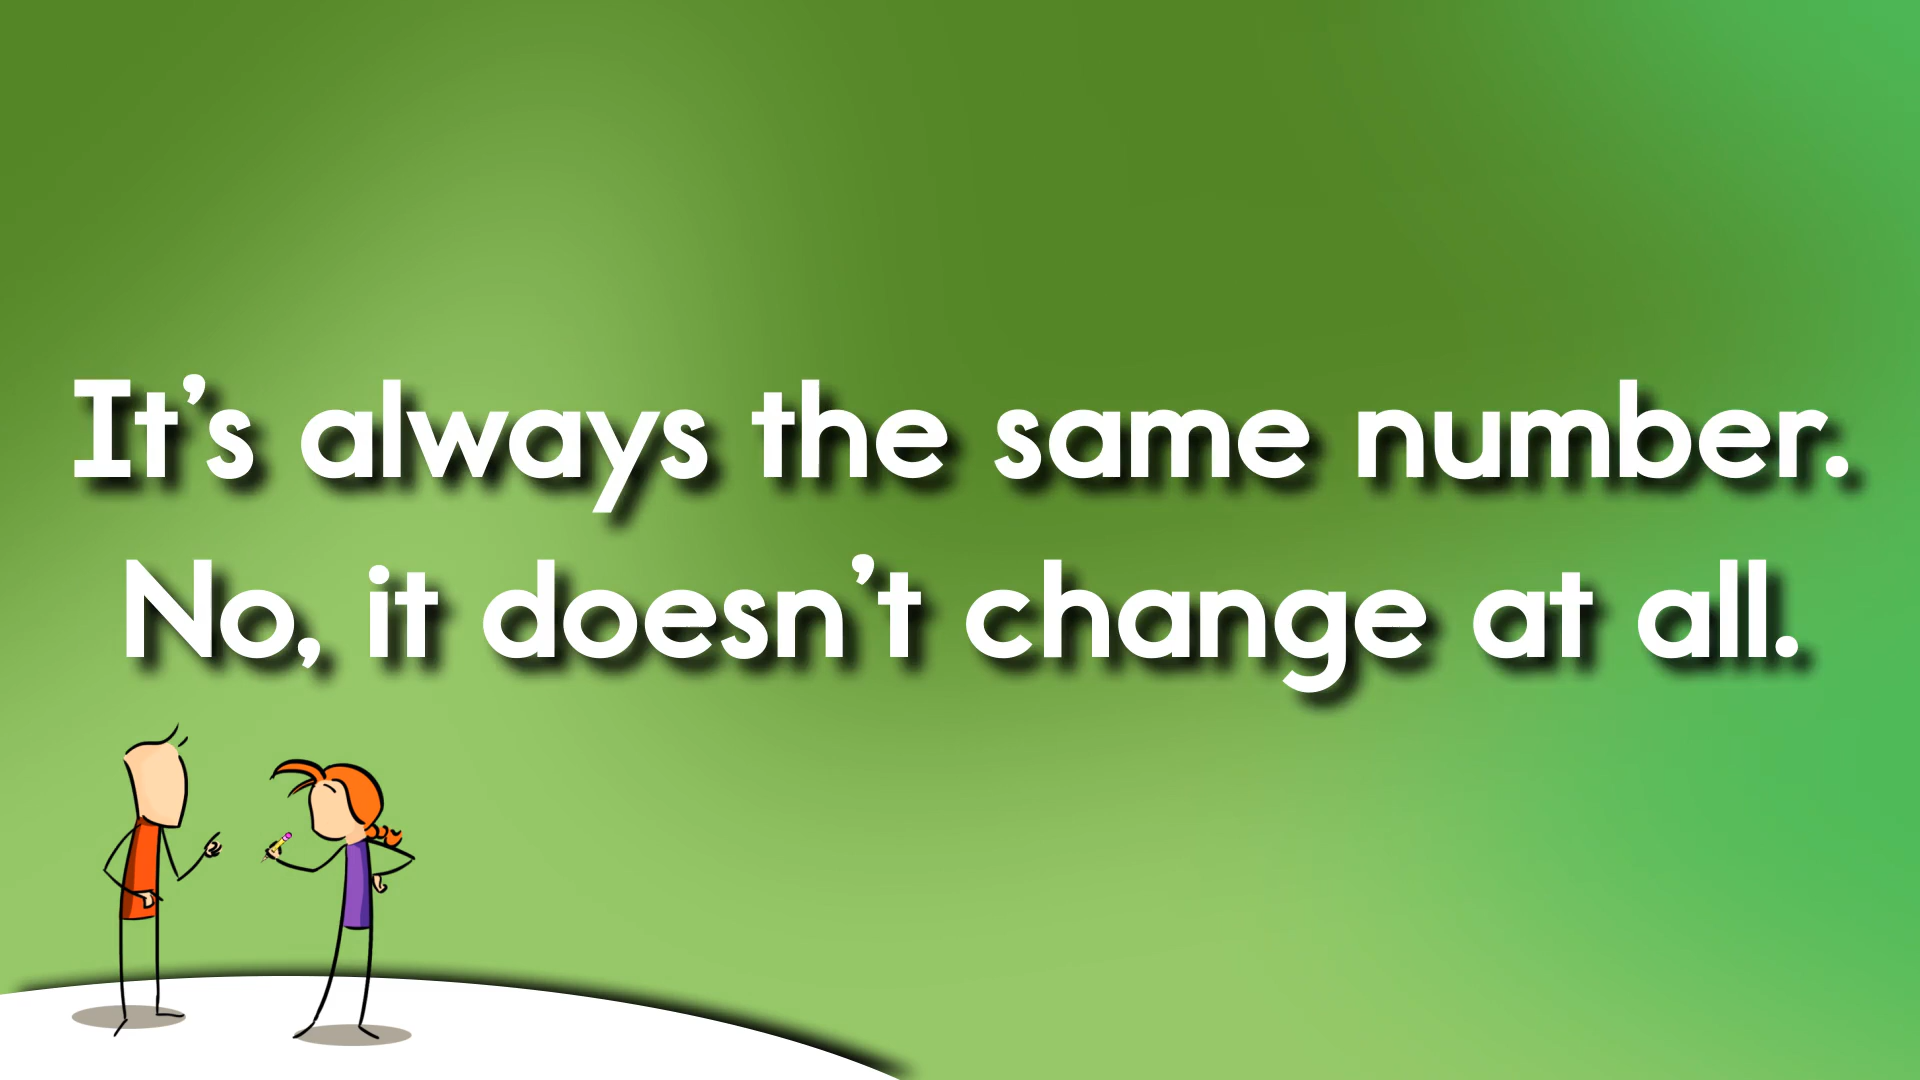 It’s always the same number.
No, it doesn’t change at all.